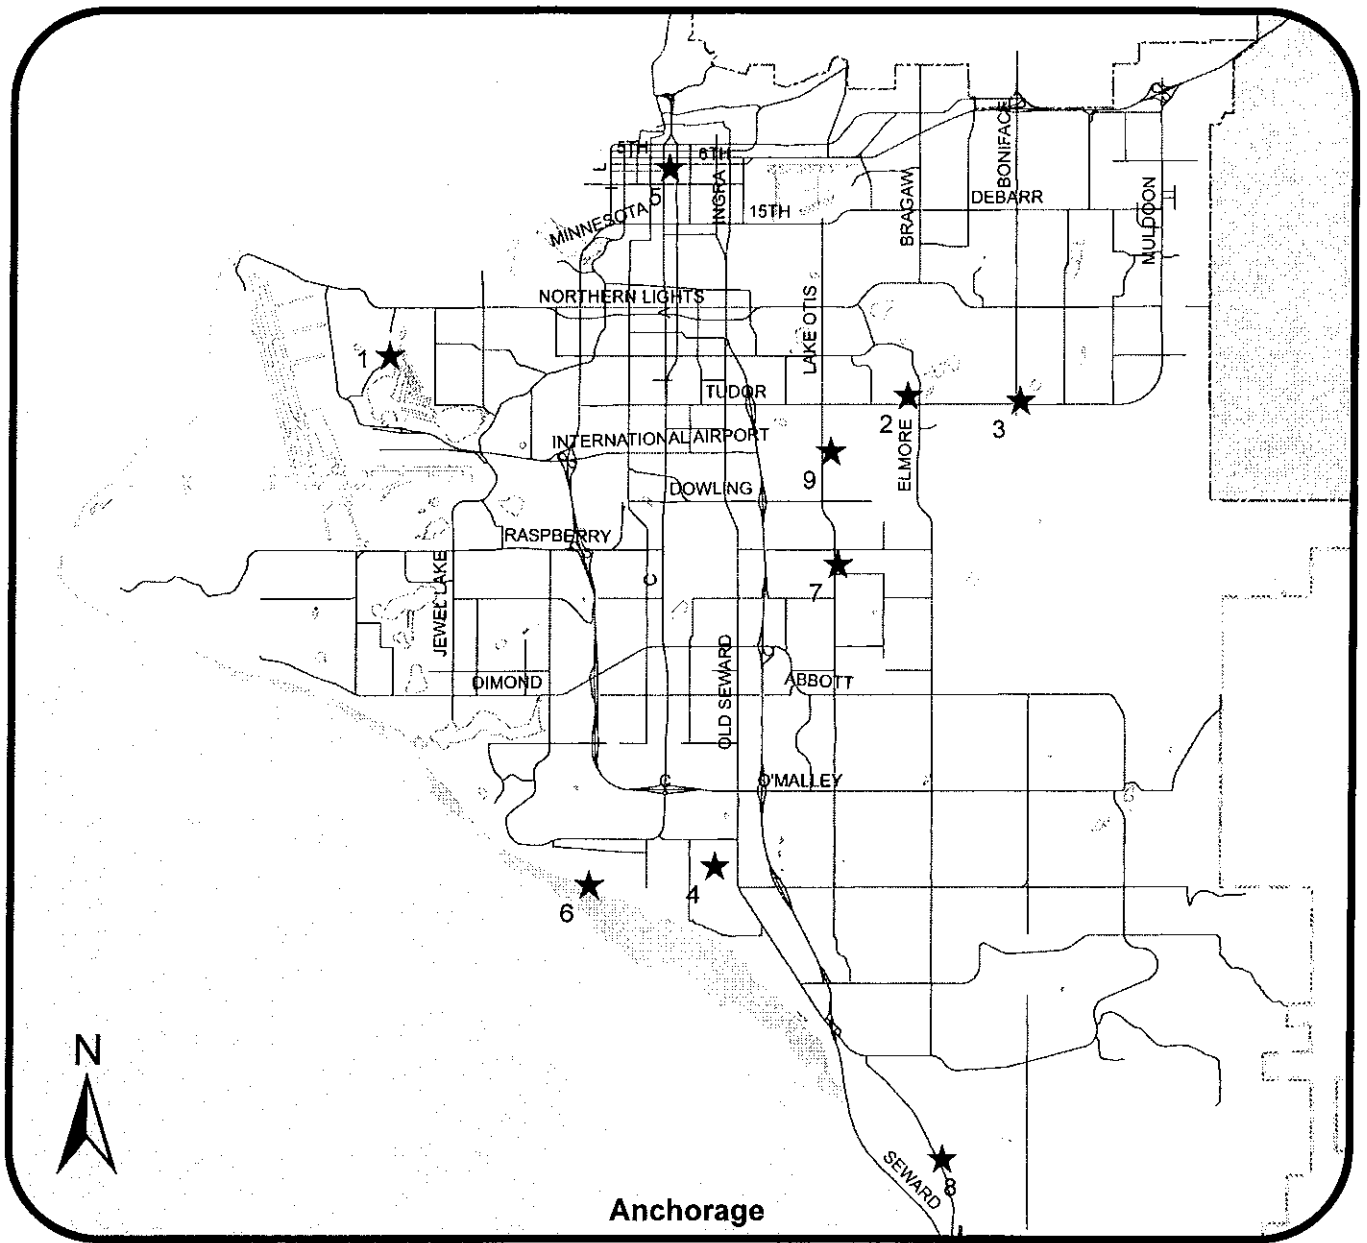 5TH
6TH
L
I
5
C
INGRA
MINNESOTA
15TH
BRAGAW
BONIFACE
DEBARR
MULDOON
NORTHERN LIGHTS
LAKE OTIS
1
TUDOR
2
3
INTERNATIONAL AIRPORT
ELMORE
9
DOWLING
RASPBERRY
JEWEL LAKE
C
7
OLD SEWARD
DIMOND
ABBOTT
C
O'MALLEY
4
6
N
SEWARD
8
Anchorage